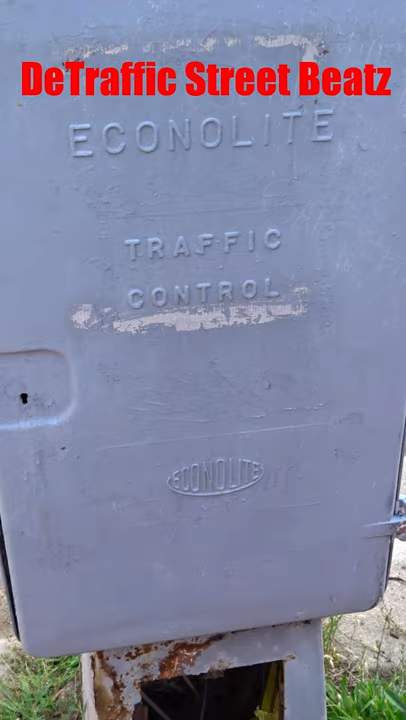 DeTraffic Street Beatz
ECONOLITE
TRAFFIC
CONTROL
ECONOLITE